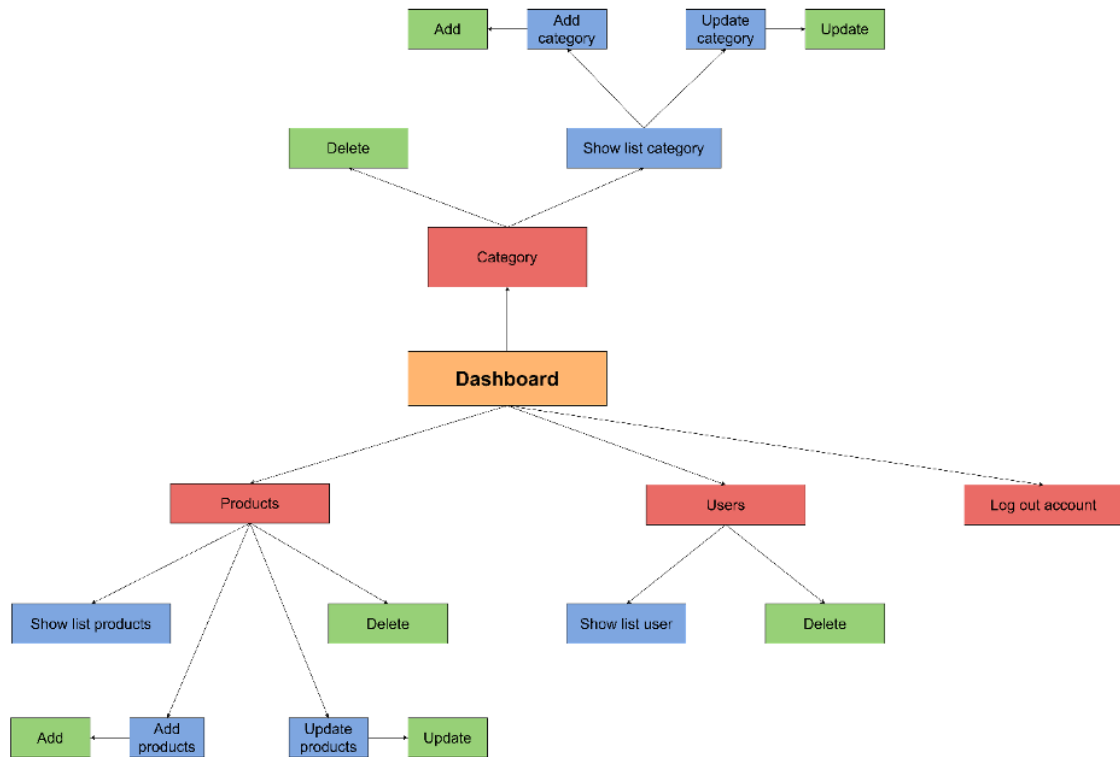 Add
Add
category
Update
category
Update
Delete
Show list category
Category
Dashboard
Products
Users
Log out account
Show list products
Delete
Show list user
Delete
Add
Add
products
Update
products
Update